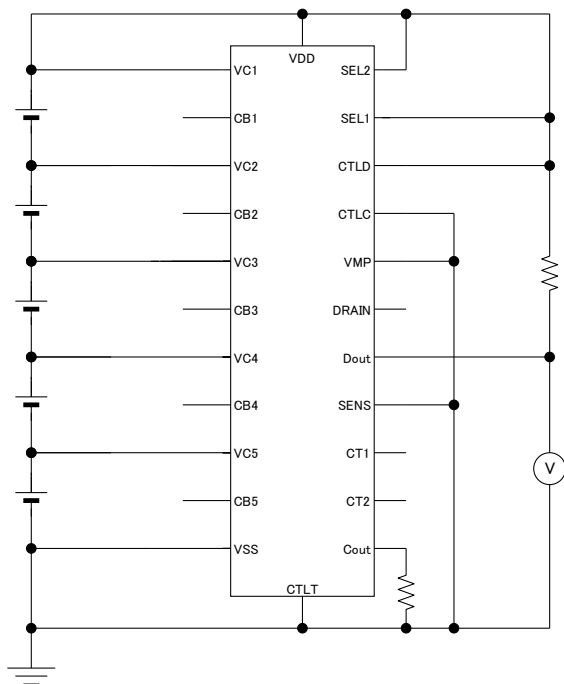 VDD
VC1
SEL2
CB1
SEL1
VC2
CTLD
CB2
CTLC
VC3
VMP
CB3
DRAIN
VC4
Dout
CB4
SENS
VC5
CT1
V
CB5
CT2
VSS
Cout
CTLT